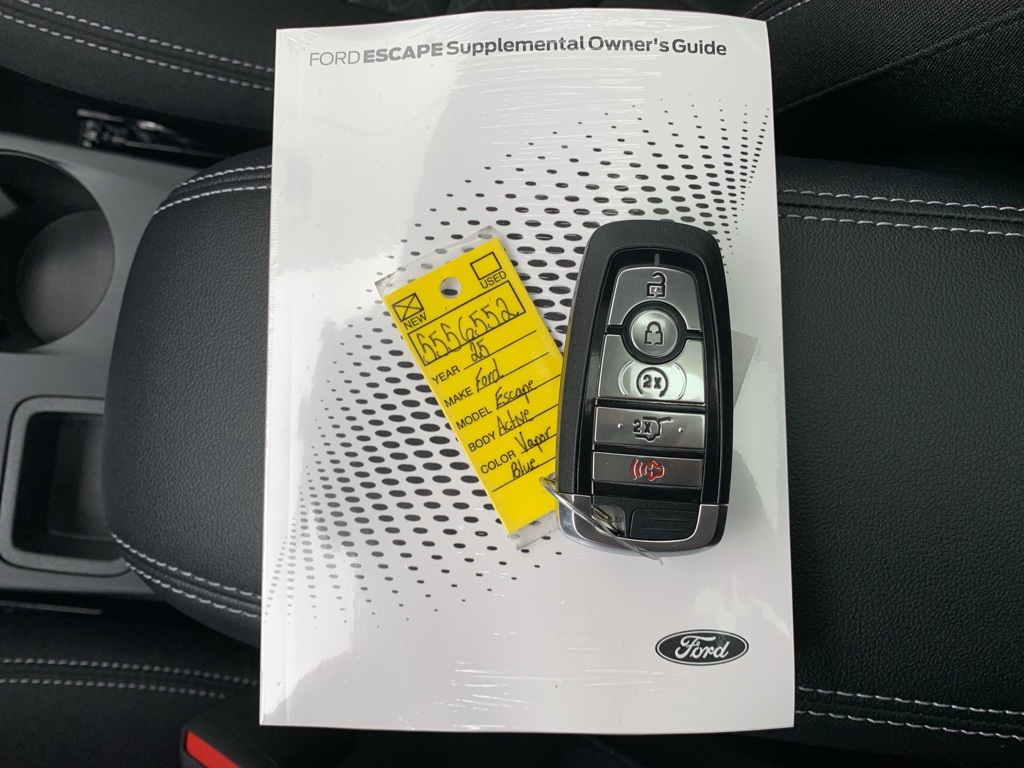 FORD ESCAPE Supplemental Owner's Guide
USED
NEW
5556552
YEAR 25
MAKE Ford
MODEL Escape
BODY Active
COLOR Vapor
Blue
2x
2X
Ford